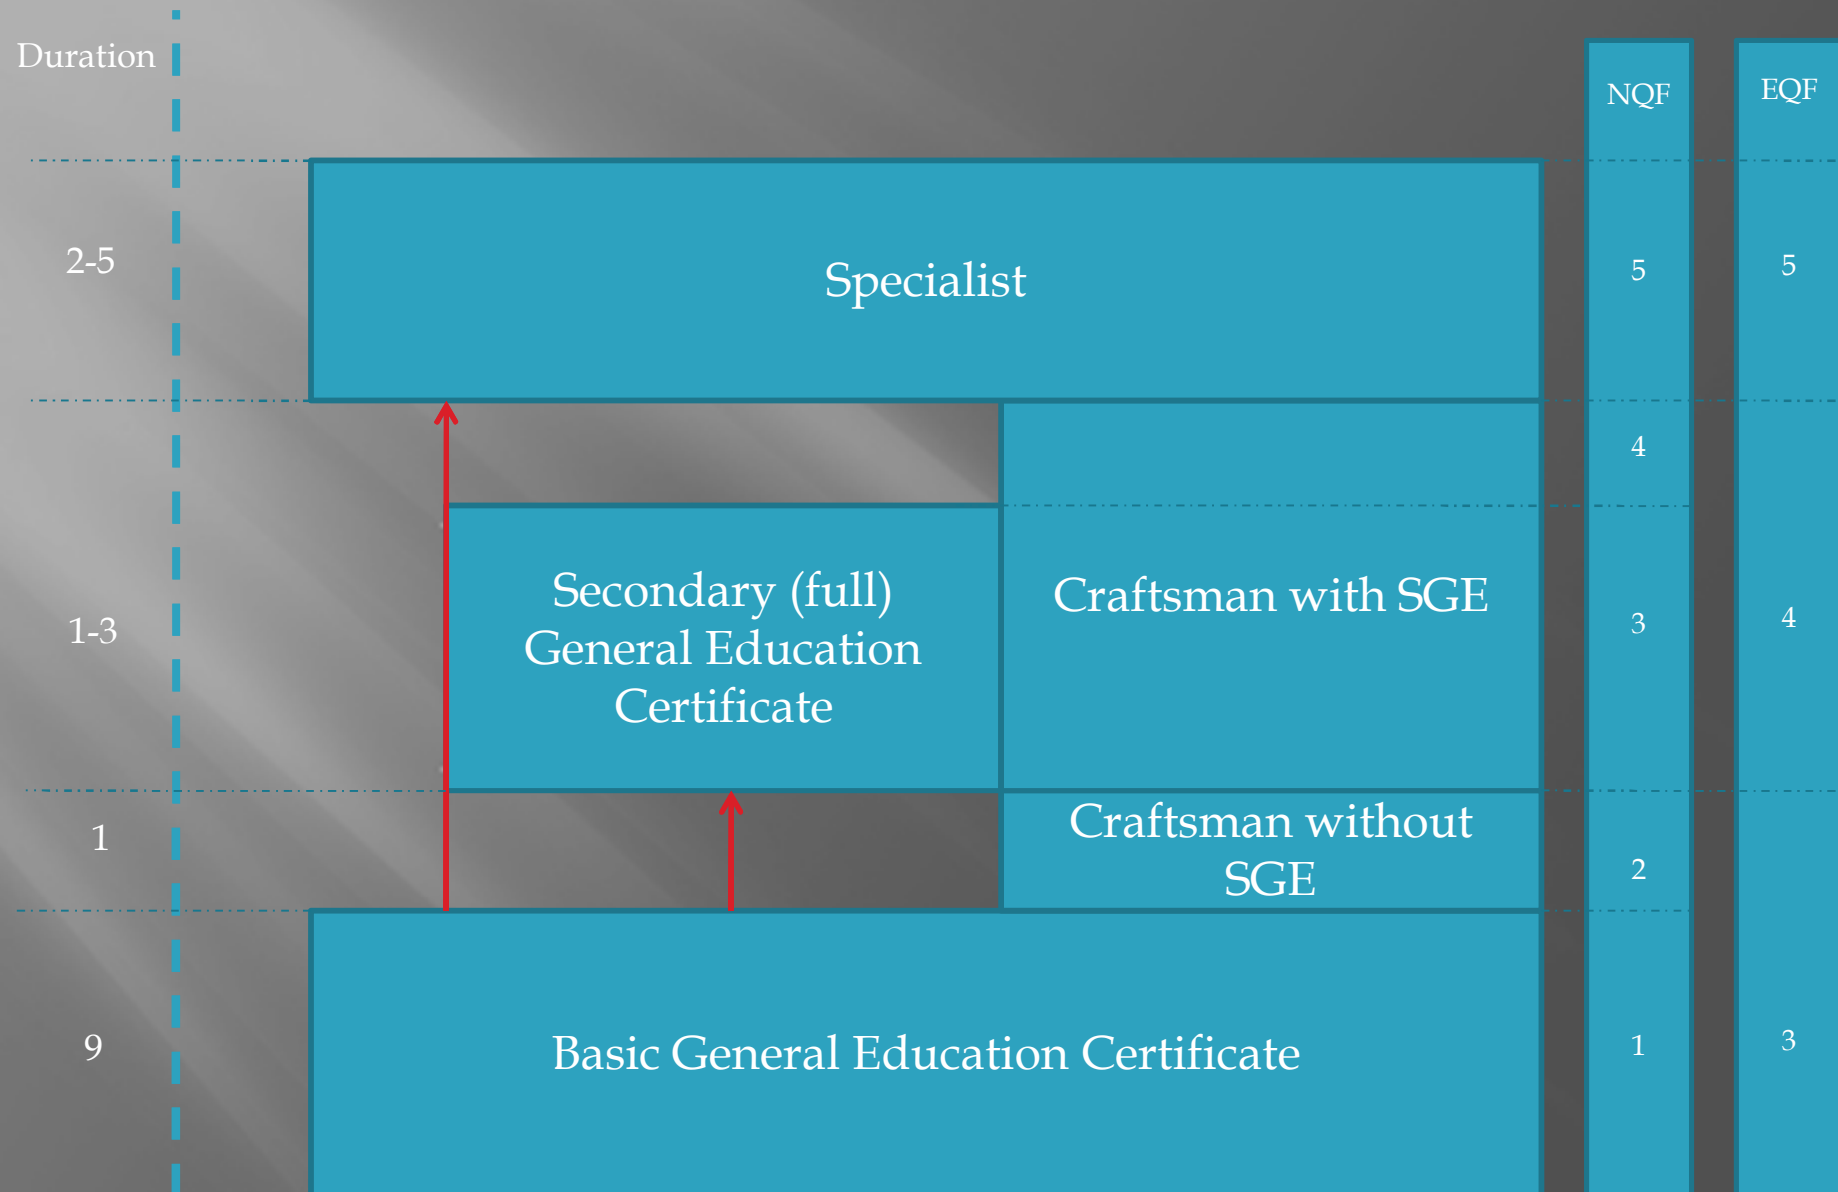 Duration
NQF
EQF
2-5
Specialist
5
5
4
1-3
Secondary (full)
General Education
Certificate
Craftsman with SGE
3
4
1
Craftsman without
SGE
2
9
Basic General Education Certificate
1
3